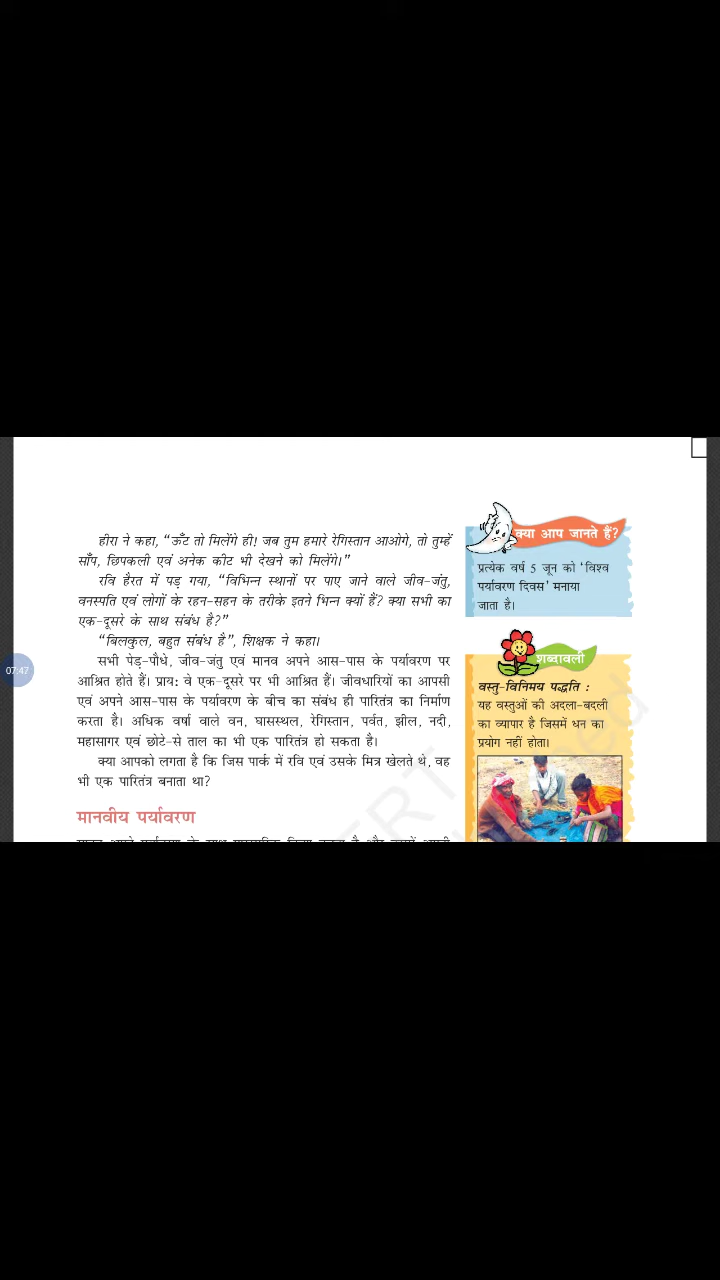 हीरा ने कहा, “ऊँट तो मिलेंगे ही! जब तुम हमारे रेगिस्तान आओगे, तो तुम्हें
साँप, छिपकली एवं अनेक कीट भी देखने को मिलेंगे।”
रवि हैरत में पड़ गया, “विभिन्न स्थानों पर पाए जाने वाले जीव-जंतु,
वनस्पति एवं लोगों के रहन-सहन के तरीके इतने भिन्न क्यों हैं? क्या सभी का
एक-दूसरे के साथ संबंध है?”
“बिलकुल, बहुत संबंध है”, शिक्षक ने कहा।
सभी पेड़-पौधे, जीव-जंतु एवं मानव अपने आस-पास के पर्यावरण पर
आश्रित होते हैं। प्राय: वे एक-दूसरे पर भी आश्रित हैं। जीवधारियों का आपसी
एवं अपने आस-पास के पर्यावरण के बीच का संबंध ही पारितंत्र का निर्माण
करता है। अधिक वर्षा वाले वन, घासस्थल, रेगिस्तान, पर्वत, झील, नदी,
महासागर एवं छोटे-से ताल का भी एक पारितंत्र हो सकता है।
क्या आपको लगता है कि जिस पार्क में रवि एवं उसके मित्र खेलते थे, वह
भी एक पारितंत्र बनाता था?
मानवीय पर्यावरण
क्या आप जानते हैं?
प्रत्येक वर्ष 5 जून को ‘विश्व
पर्यावरण दिवस’ मनाया
जाता है।
शब्दावली
वस्तु-विनिमय पद्धति :
यह वस्तुओं की अदला-बदली
का व्यापार है जिसमें धन का
प्रयोग नहीं होता।
07:47